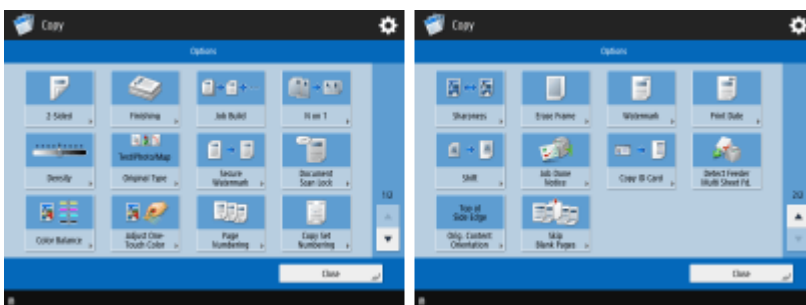 Copy
Options
2-Sided
Finishing
Job Build
N on 1
Density
Text/Photo/Map
Original Type
Secure
Watermark
Document
Scan Lock
Color Balance
Adjust One-
Touch Color
Page
Numbering
Copy Set
Numbering
1/2
Close
Copy
Options
Sharpness
Erase Frame
Watermark
Print Date
Shift
Job Done
Notice
Copy ID Card
Detect Feeder
Multi Sheet Fd.
Top at
Side Edge
Orig. Content
Orientation
Skip
Blank Pages
2/2
Close